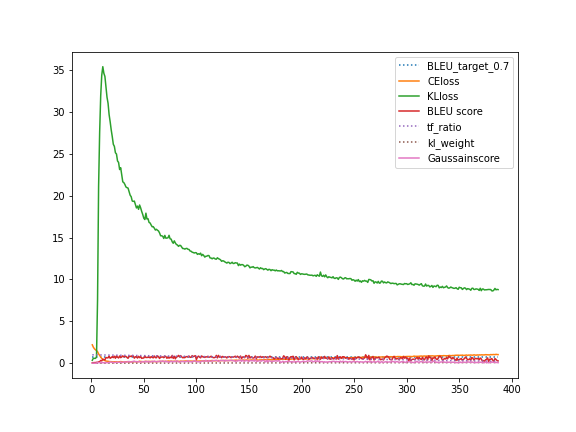 BLEU_target_0.7
CEloss
KLloss
BLEU score
tf_ratio
kl_weight
Gaussainscore
35
30
25
20
15
10
5
0
0 50 100 150 200 250 300 350 400